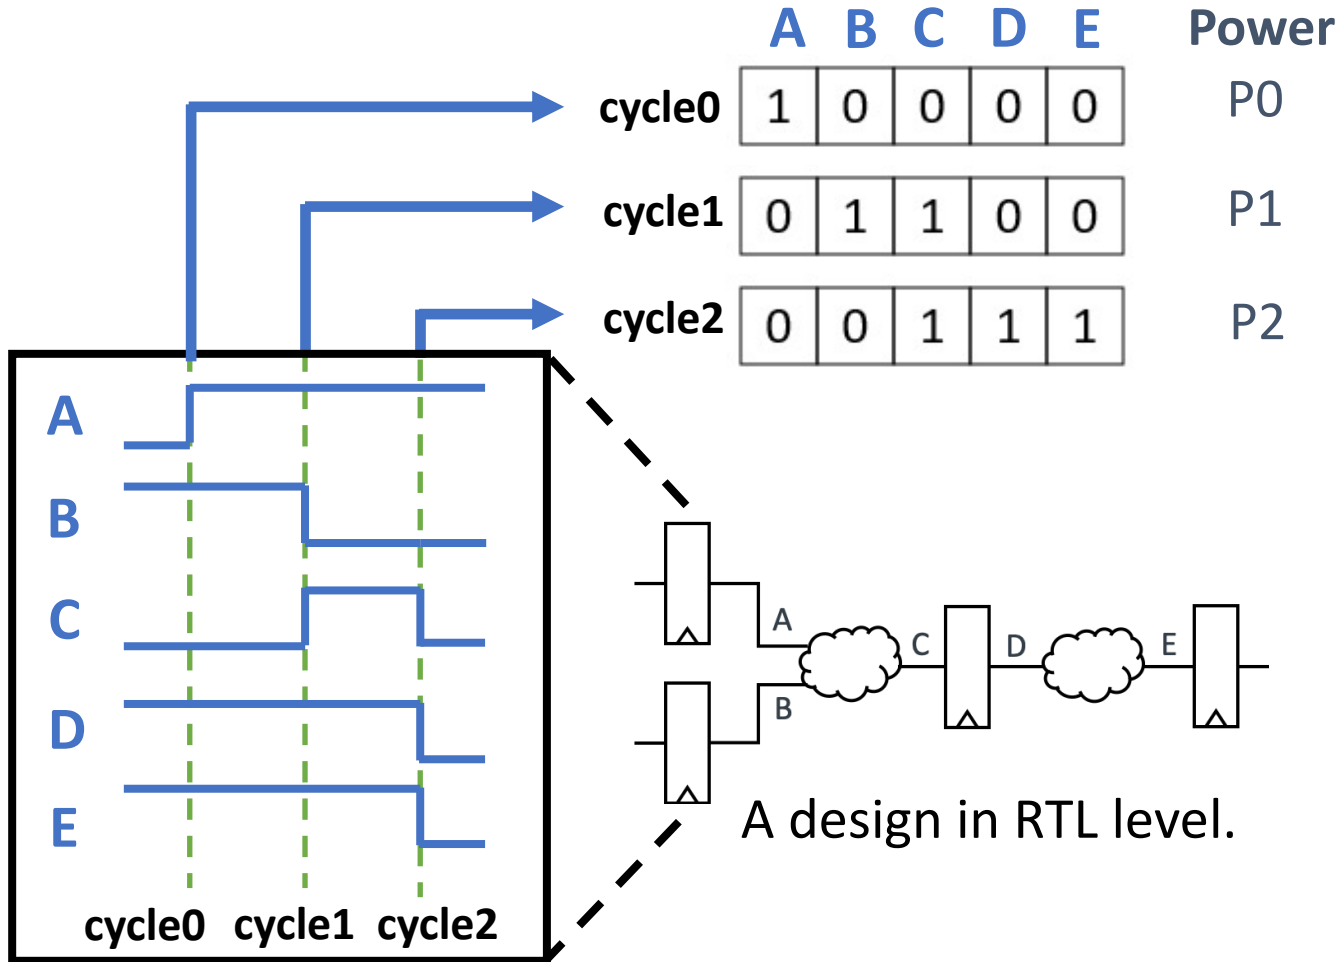 A B C D E Power
cycle0 1 0 0 0 0 P0
cycle1 0 1 1 0 0 P1
cycle2 0 0 1 1 1 P2
A
B
C
D
E
cycle0 cycle1 cycle2
A
B
C
D
E
A design in RTL level.